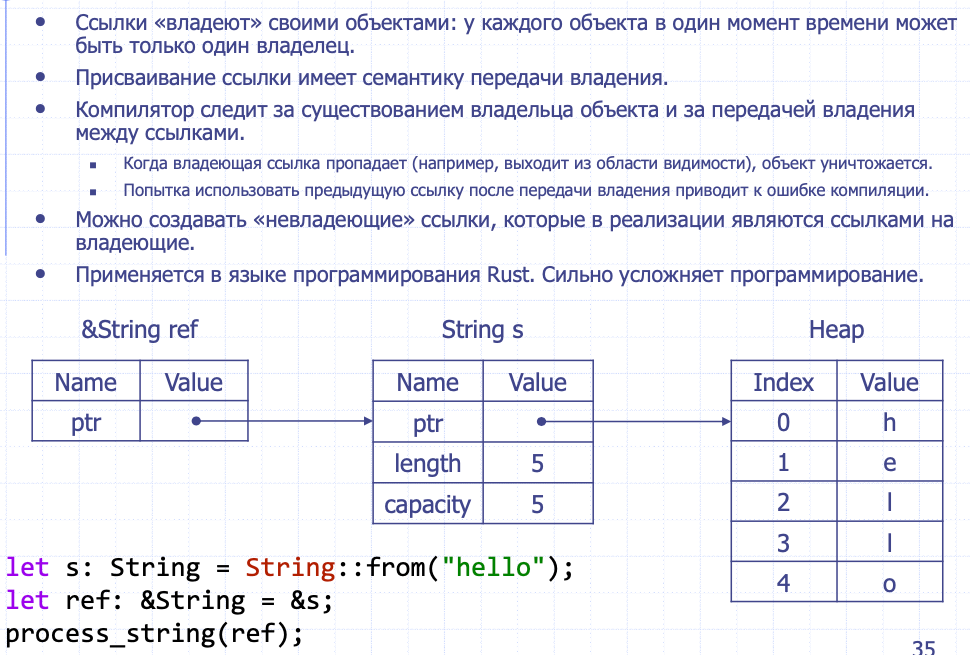 • Ссылки «владеют» своими объектами: у каждого объекта в один момент времени может
быть только один владелец.
• Присваивание ссылки имеет семантику передачи владения.
• Компилятор следит за существованием владельца объекта и за передачей владения
между ссылками.
▪ Когда владеющая ссылка пропадает (например, выходит из области видимости), объект уничтожается.
▪ Попытка использовать предыдущую ссылку после передачи владения приводит к ошибке компиляции.
• Можно создавать «невладеющие» ссылки, которые в реализации являются ссылками на
владеющие.
• Применяется в языке программирования Rust. Сильно усложняет программирование.
&String ref
Name Value
ptr
String s
Name Value
ptr
length 5
capacity 5
Heap
Index Value
0 h
1 e
2 l
3 l
4 o
let s: String = String::from("hello");
let ref: &String = &s;
process_string(ref);
35